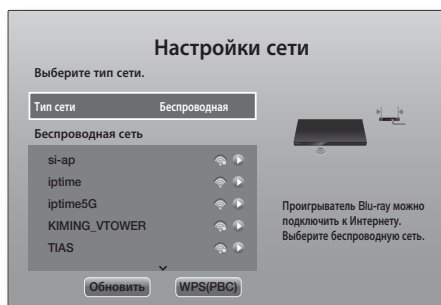 Настройки сети
Выберите тип сети.
Тип сети Беспроводная
Беспроводная сеть
si-ap
iptime
iptime5G
KIMING_VTOWER
TIAS
Обновить WPS(PBC)
Проигрыватель Blu-ray можно
подключить к Интернету.
Выберите беспроводную сеть.